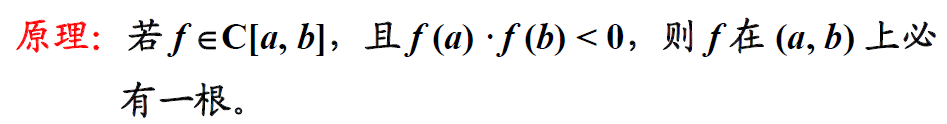 原理：若 f ∈C[a, b]，且 f (a) · f (b) < 0，则 f 在 (a, b) 上必
有一根。